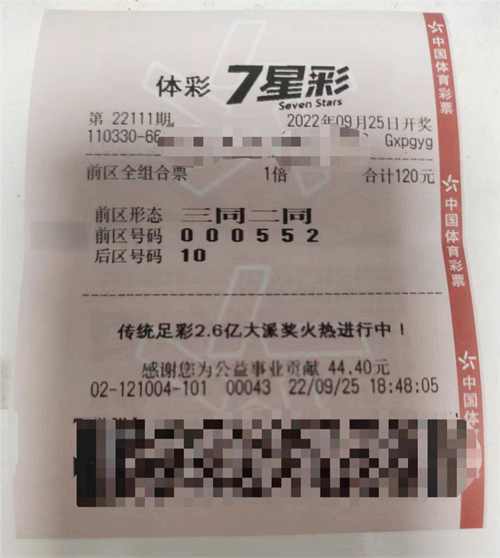 体彩 7星彩
Seven Stars
第 22111期 2022年09月25日开奖
110330-66 Gxpgyg
前区全组合票 1倍 合计120元
前区形态 三同二同
前区号码 0 0 0 5 5 2
后区号码 10
传统足彩2.6亿大派奖火热进行中！
感谢您为公益事业贡献 44.40元
02-121004-101 00043 22/09/25 18:48:05
中国体育彩票
中国体育彩票
中国体育彩票